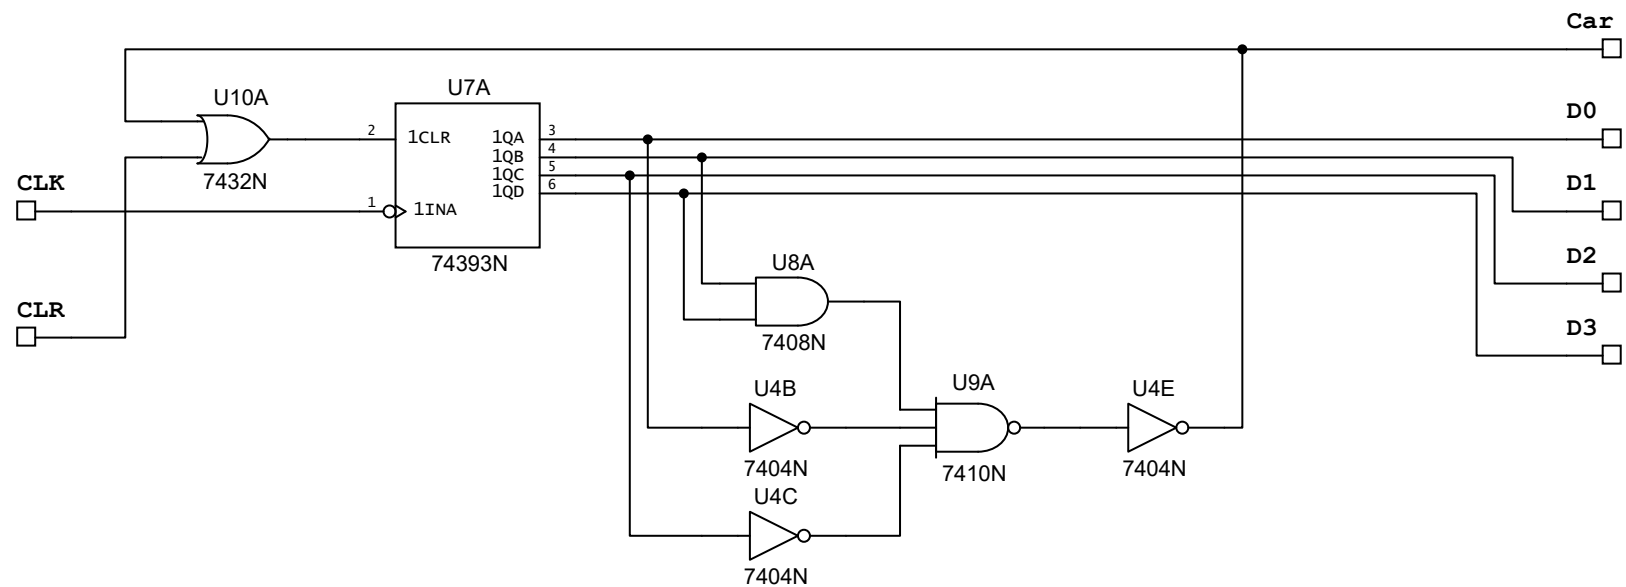 Car
U7A
U10A
D0
2
1CLR
1QA
3
1QB
4
1QC
5
1QD
6
7432N
CLK
D1
1
1INA
74393N
U8A
D2
CLR
D3
7408N
U4B
U9A
U4E
7404N
7410N
7404N
U4C
7404N